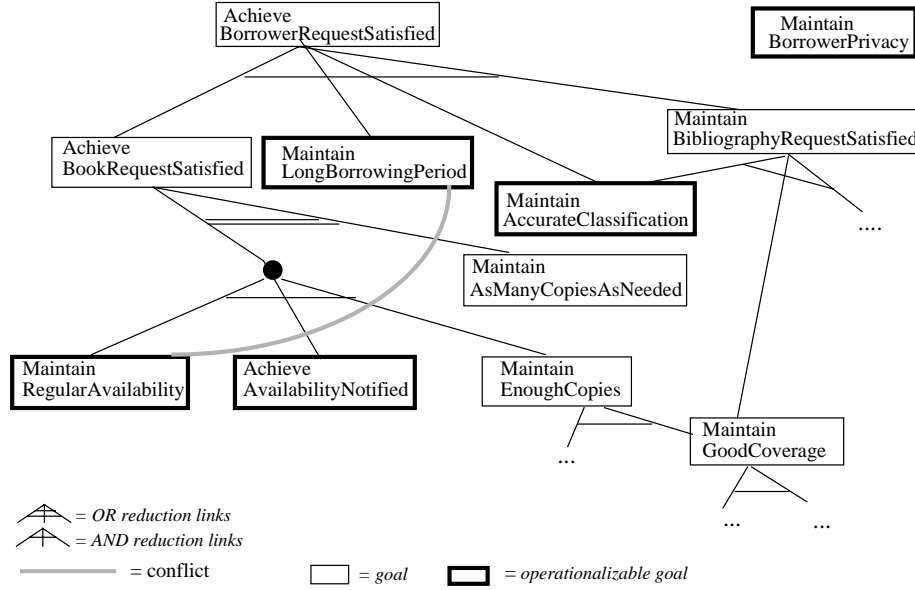 Achieve
BorrowerRequestSatisfied
Maintain
BorrowerPrivacy
Achieve
BookRequestSatisfied
Maintain
LongBorrowingPeriod
Maintain
BibliographyRequestSatisfied
Maintain
AccurateClassification
....
Maintain
AsManyCopiesAsNeeded
Maintain
RegularAvailability
Achieve
AvailabilityNotified
Maintain
EnoughCopies
Maintain
GoodCoverage
...
...
...
= OR reduction links
= AND reduction links
= conflict
= goal
= operationalizable goal